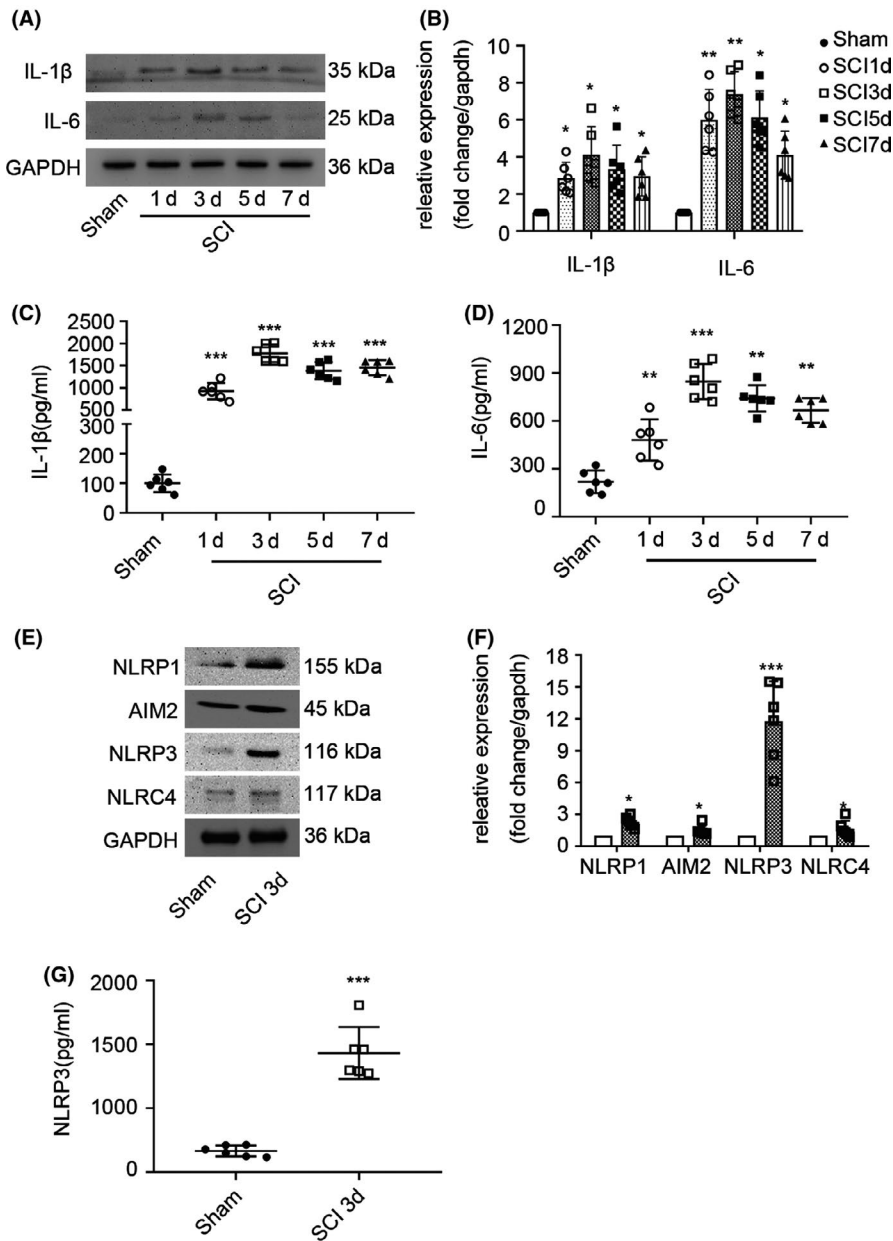 (A)
IL-1β
35 kDa
IL-6
25 kDa
GAPDH
36 kDa
Sham
1 d 3 d 5 d 7 d
SCI
(B)
releative expression
(fold change/gapdh)
10
8
6
4
2
0
* * * *
** ** * *
IL-1β IL-6
Sham
SCI1d
SCI3d
SCI5d
SCI7d
(C)
IL-1β(pg/ml)
2500
2000
1500
1000
500
300
200
100
0
*** *** *** ***
Sham
1 d 3 d 5 d 7 d
SCI
(D)
IL-6(pg/ml)
1200
900
600
300
0
** *** ** **
Sham
1 d 3 d 5 d 7 d
SCI
(E)
NLRP1
155 kDa
AIM2
45 kDa
NLRP3
116 kDa
NLRC4
117 kDa
GAPDH
36 kDa
Sham
SCI 3d
(F)
releative expression
(fold change/gapdh)
18
15
12
9
6
3
0
* * *** *
NLRP1 AIM2 NLRP3 NLRC4
(G)
NLRP3(pg/ml)
2000
1500
1000
0
***
Sham
SCI 3d